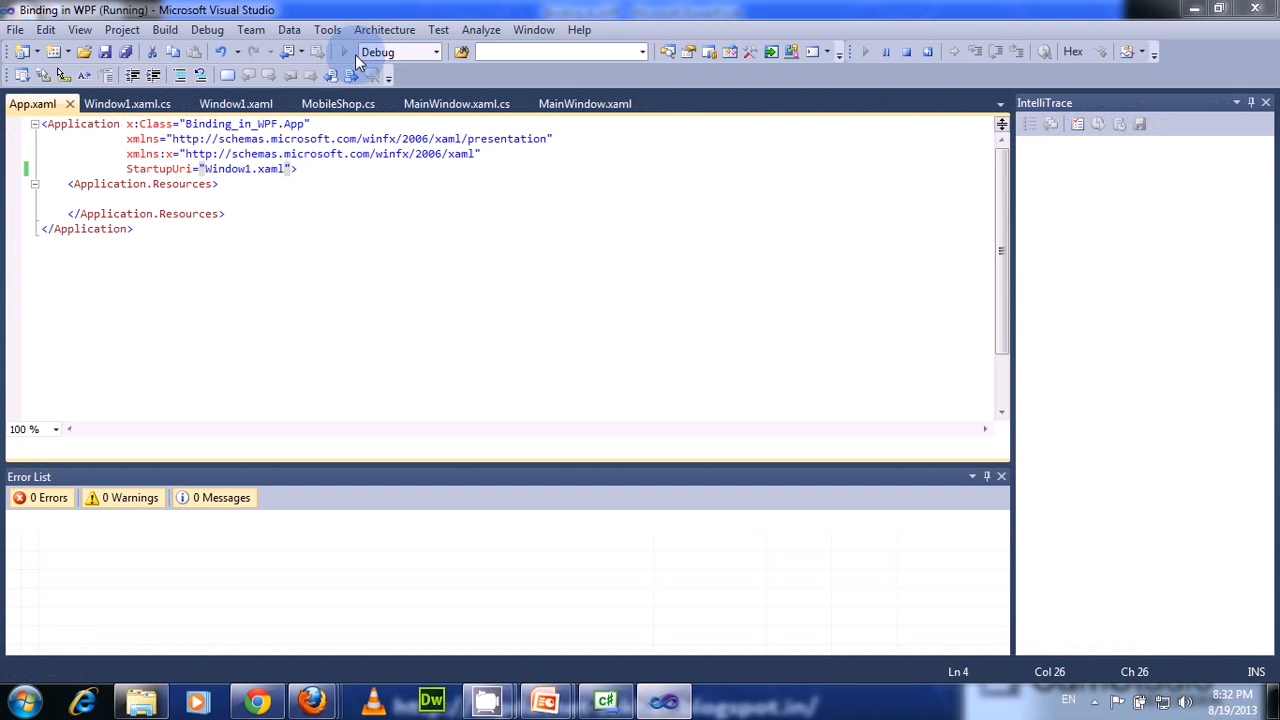 Binding in WPF (Running) - Microsoft Visual Studio
File Edit View Project Build Debug Team Data Tools Architecture Test Analyze Window Help
Debug Hex
App.xaml Window1.xaml.cs Window1.xaml MobileShop.cs MainWindow.xaml.cs MainWindow.xaml IntelliTrace
<Application x:Class="Binding_in_WPF.App"
xmlns="http://schemas.microsoft.com/winfx/2006/xaml/presentation"
xmlns:x="http://schemas.microsoft.com/winfx/2006/xaml"
StartupUri="Window1.xaml">
<Application.Resources>
</Application.Resources>
</Application>
100 %
Error List
0 Errors 0 Warnings 0 Messages
Ln 4 Col 26 Ch 26 INS
Dw C# EN 8:32 PM
8/19/2013